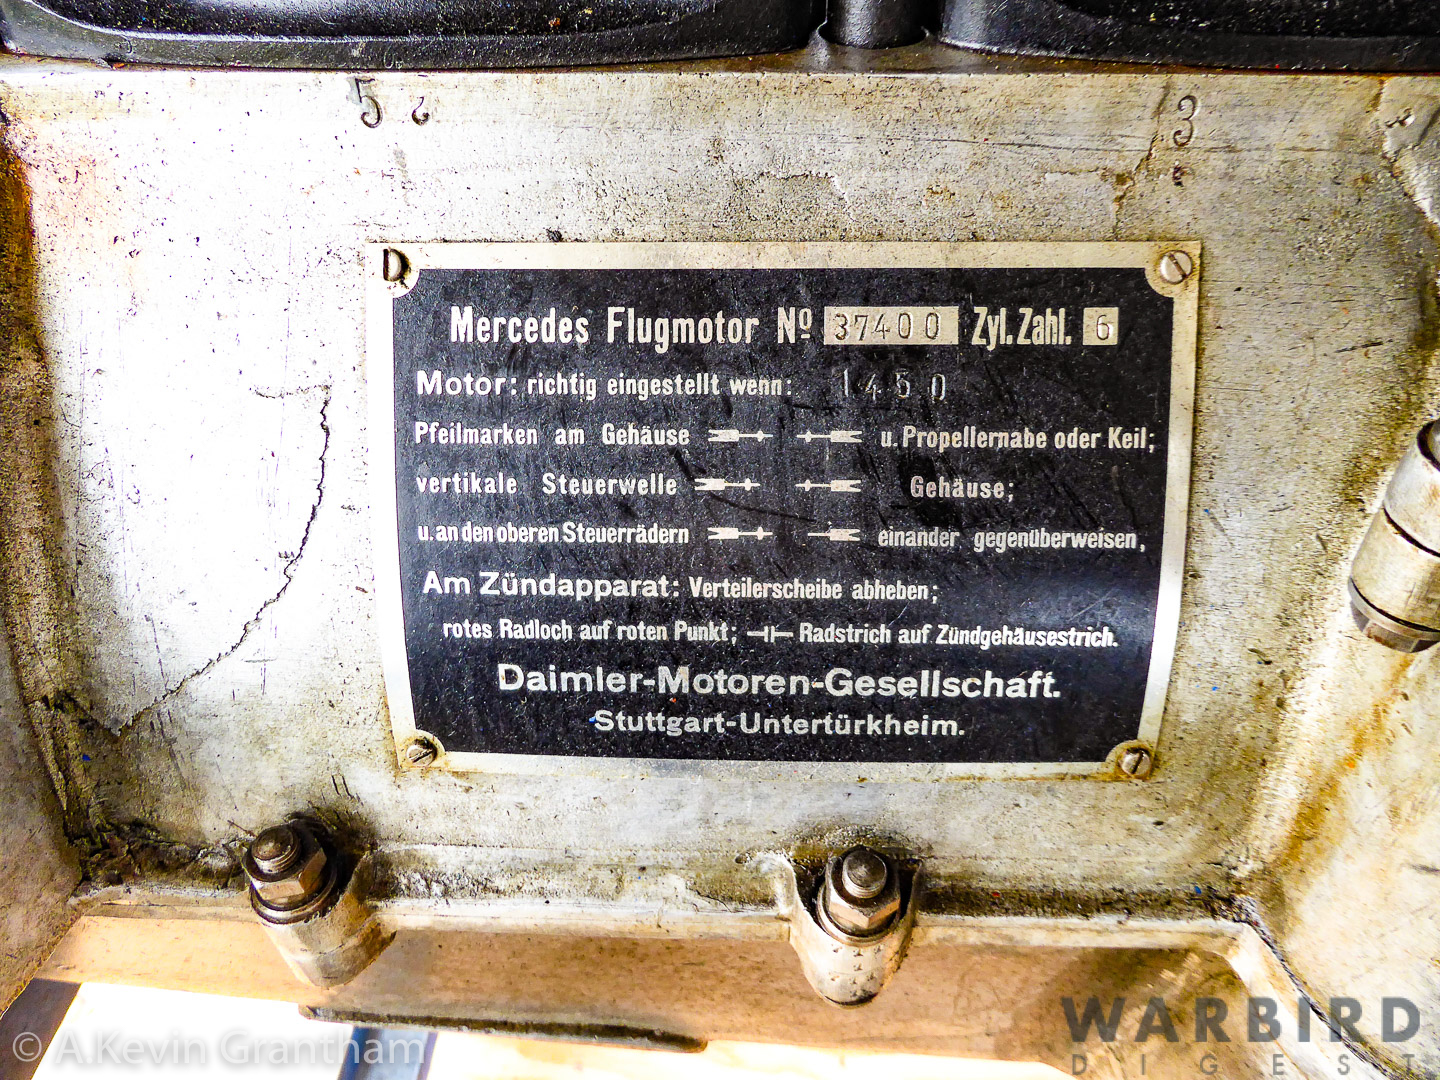 5 6
3
Mercedes Flugmotor Nº 37400 Zyl. Zahl. 6
Motor: richtig eingestellt wenn: 1450
Pfeilmarken am Gehäuse u. Propellernabe oder Keil;
vertikale Steuerwelle Gehäuse;
u. an den oberen Steuerrädern einander gegenüberweisen,
Am Zündapparat: Verteilerscheibe abheben;
rotes Radloch auf roten Punkt; Radstrich auf Zündgehäusestrich.
Daimler-Motoren-Gesellschaft.
Stuttgart-Untertürkheim.
WARBIRD
DIGEST
© A.Kevin Grantham